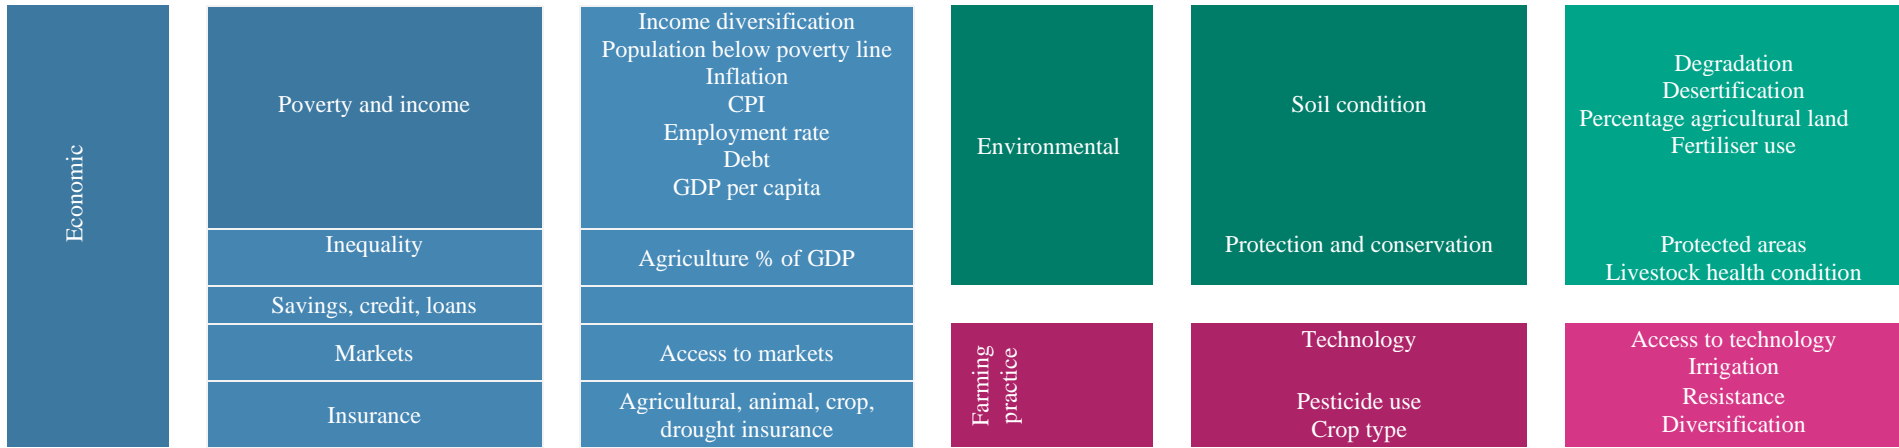 Economic
Poverty and income
Income diversification
Population below poverty line
Inflation
CPI
Employment rate
Debt
GDP per capita
Inequality
Agriculture % of GDP
Savings, credit, loans
Markets
Access to markets
Insurance
Agricultural, animal, crop,
drought insurance
Environmental
Soil condition
Degradation
Desertification
Percentage agricultural land
Fertiliser use
Protection and conservation
Protected areas
Livestock health condition
Farming
practice
Technology
Access to technology
Irrigation
Pesticide use
Crop type
Resistance
Diversification